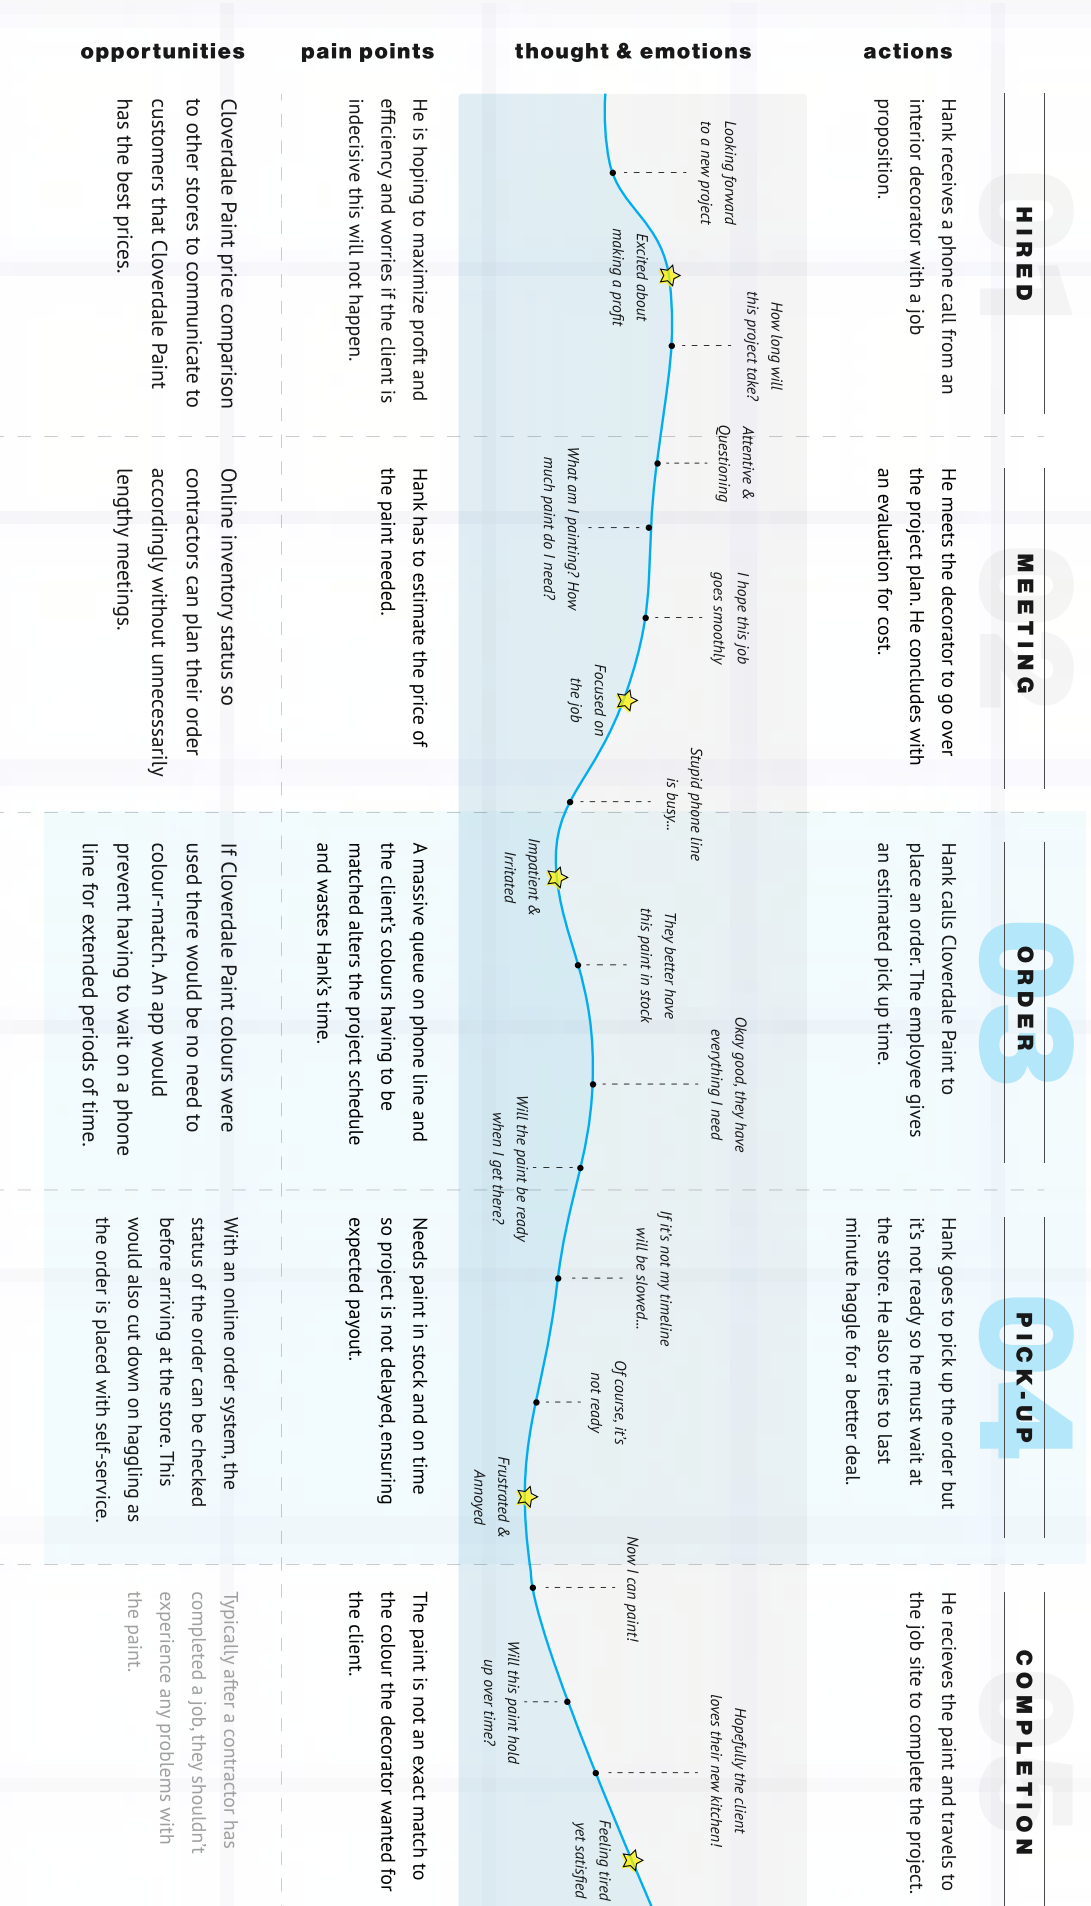 actions
thought & emotions
pain points
opportunities
01
HIRED
Hank receives a phone call from an
interior decorator with a job
proposition.
Looking forward
to a new project
Excited about
making a profit
How long will
this project take?
He is hoping to maximize profit and
efficiency and worries if the client is
indecisive this will not happen.
Cloverdale Paint price comparison
to other stores to communicate to
customers that Cloverdale Paint
has the best prices.
02
MEETING
He meets the decorator to go over
the project plan. He concludes with
an evaluation for cost.
Attentive &
Questioning
What am I painting? How
much paint do I need?
I hope this job
goes smoothly
Focused on
the job
Stupid phone line
is busy...
Hank has to estimate the price of
the paint needed.
Online inventory status so
contractors can plan their order
accordingly without unnecessarily
lengthy meetings.
03
ORDER
Hank calls Cloverdale Paint to
place an order. The employee gives
an estimated pick up time.
Impatient &
Irritated
They better have
this paint in stock
Okay good, they have
everything I need
Will the paint be ready
when I get there?
A massive queue on phone line and
the client's colours having to be
matched alters the project schedule
and wastes Hank's time.
If Cloverdale Paint colours were
used there would be no need to
colour-match. An app would
prevent having to wait on a phone
line for extended periods of time.
04
PICK-UP
Hank goes to pick up the order but
it's not ready so he must wait at
the store. He also tries to last
minute haggle for a better deal.
If it's not my timeline
will be slowed...
Of course, it's
not ready
Frustrated &
Annoyed
Needs paint in stock and on time
so project is not delayed, ensuring
expected payout.
With an online order system, the
status of the order can be checked
before arriving at the store. This
would also cut down on haggling as
the order is placed with self-service.
05
COMPLETION
He recieves the paint and travels to
the job site to complete the project.
Now I can paint!
Will this paint hold
up over time?
Hopefully the client
loves their new kitchen!
Feeling tired
yet satisfied
The paint is not an exact match to
the colour the decorator wanted for
the client.
Typically after a contractor has
completed a job, they shouldn't
experience any problems with
the paint.